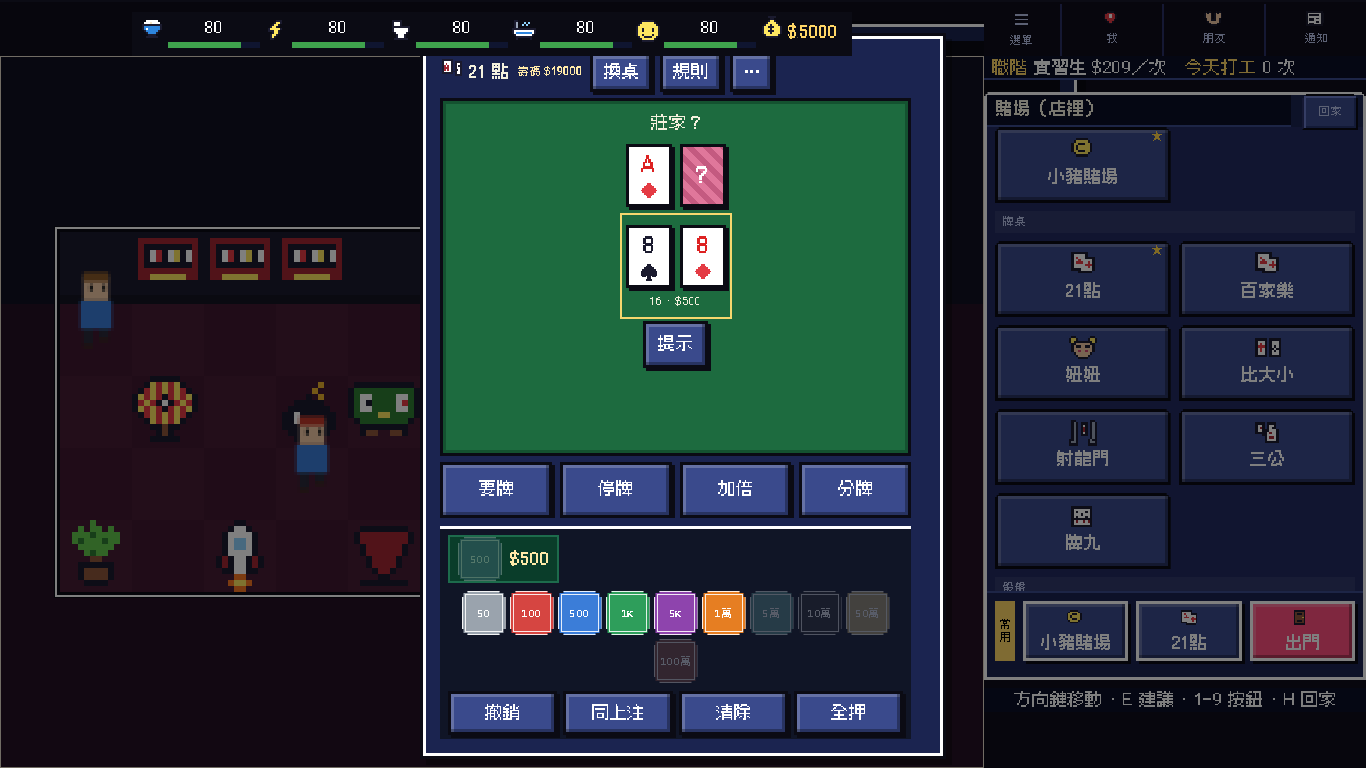 80 80 80 80 80 $5000
選單 我 朋友 通知
職階 實習生 $209／次 今天打工 0 次
21 點 籌碼 $19000 換桌 規則 ...
賭場（店裡） 回家
莊家？
A ?
8 8
16 · $500
提示
要牌 停牌 加倍 分牌
500 $500
50 100 500 1K 5K 1萬 5萬 10萬 50萬
100萬
撤銷 同上注 清除 全押
小豬賭場
牌桌
21點 百家樂
妞妞 比大小
射龍門 三公
牌九
骰盤
常用 小豬賭場 21點 出門
方向鍵移動 · E 建議 · 1-9 按鈕 · H 回家